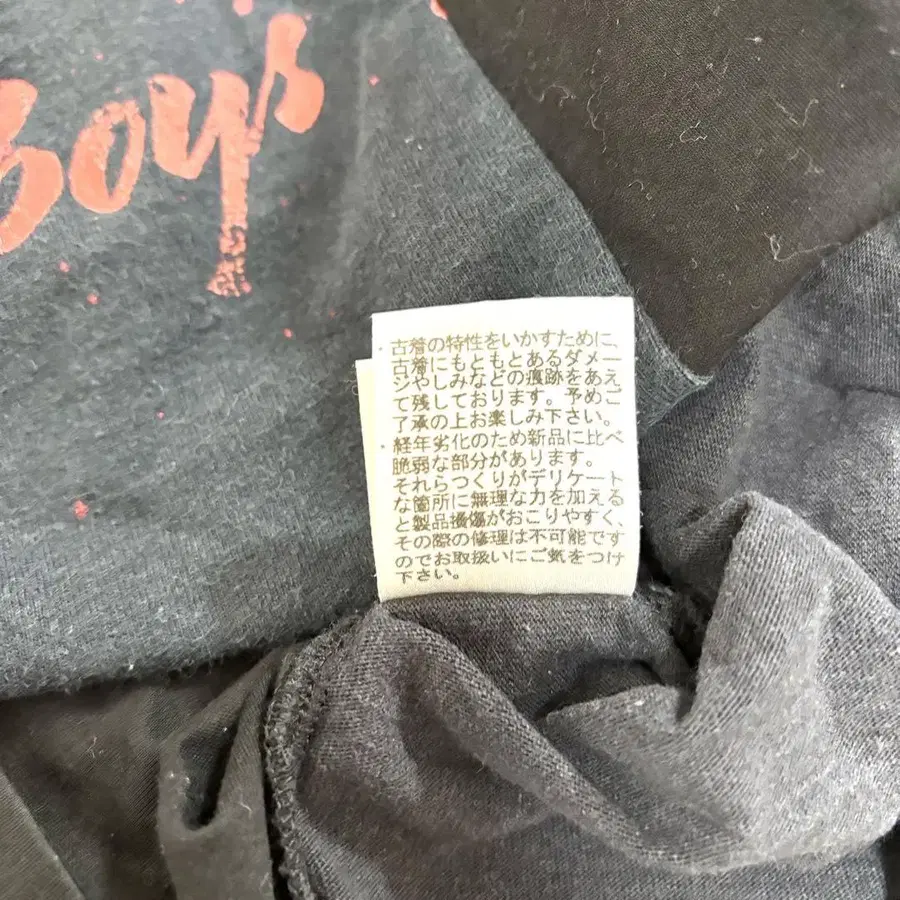 Boys
・古着の特性をいかすために、
古着にもともとあるダメー
ジやしみなどの痕跡をあえ
て残しております。予めご
了承の上お楽しみ下さい。
・経年劣化のため新品に比べ
脆弱な部分があります。
それらつくりがデリケート
な箇所に無理な力を加える
と製品損傷がおこりやすく、
その際の修理は不可能です
のでお取扱いにご気をつけ
下さい。